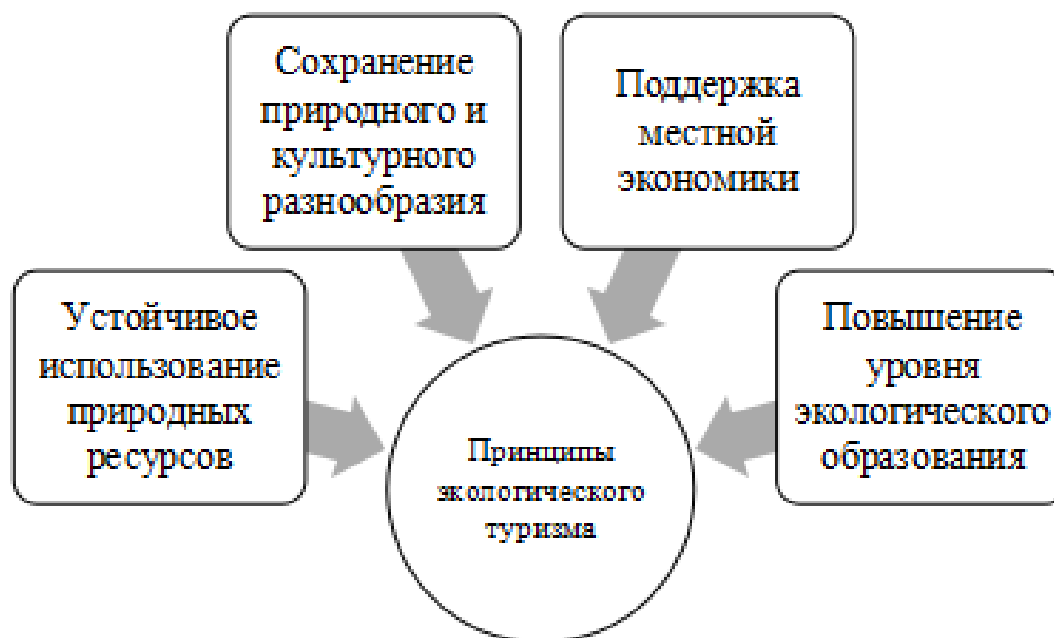 Сохранение
природного и
культурного
разнообразия
Поддержка
местной
экономики
Устойчивое
использование
природных
ресурсов
Повышение
уровня
экологического
образования
Принципы
экологического
туризма